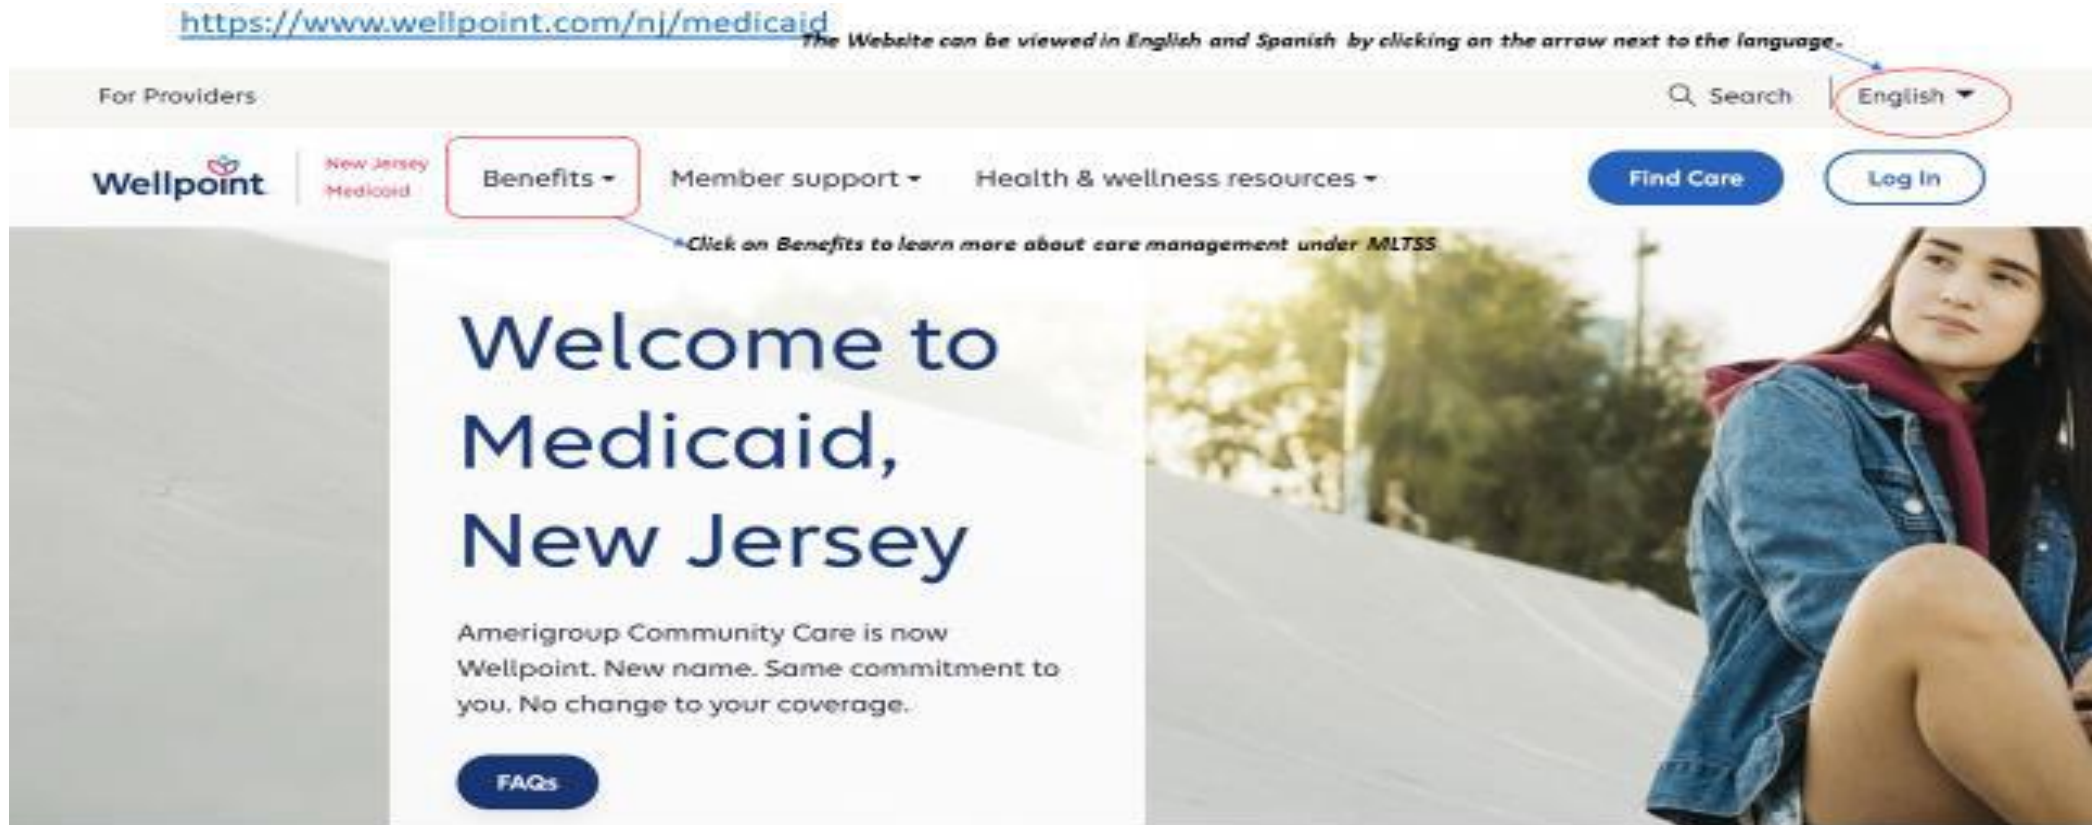 https://www.wellpoint.com/nj/medicaid
The Website can be viewed in English and Spanish by clicking on the arrow next to the language.
For Providers
Search
English
Wellpoint
New Jersey
Medicaid
Benefits
Member support
Health & wellness resources
Find Care
Log In
Click on Benefits to learn more about care management under MLTSS
Welcome to
Medicaid,
New Jersey
Amerigroup Community Care is now
Wellpoint. New name. Same commitment to
you. No change to your coverage.
FAQs